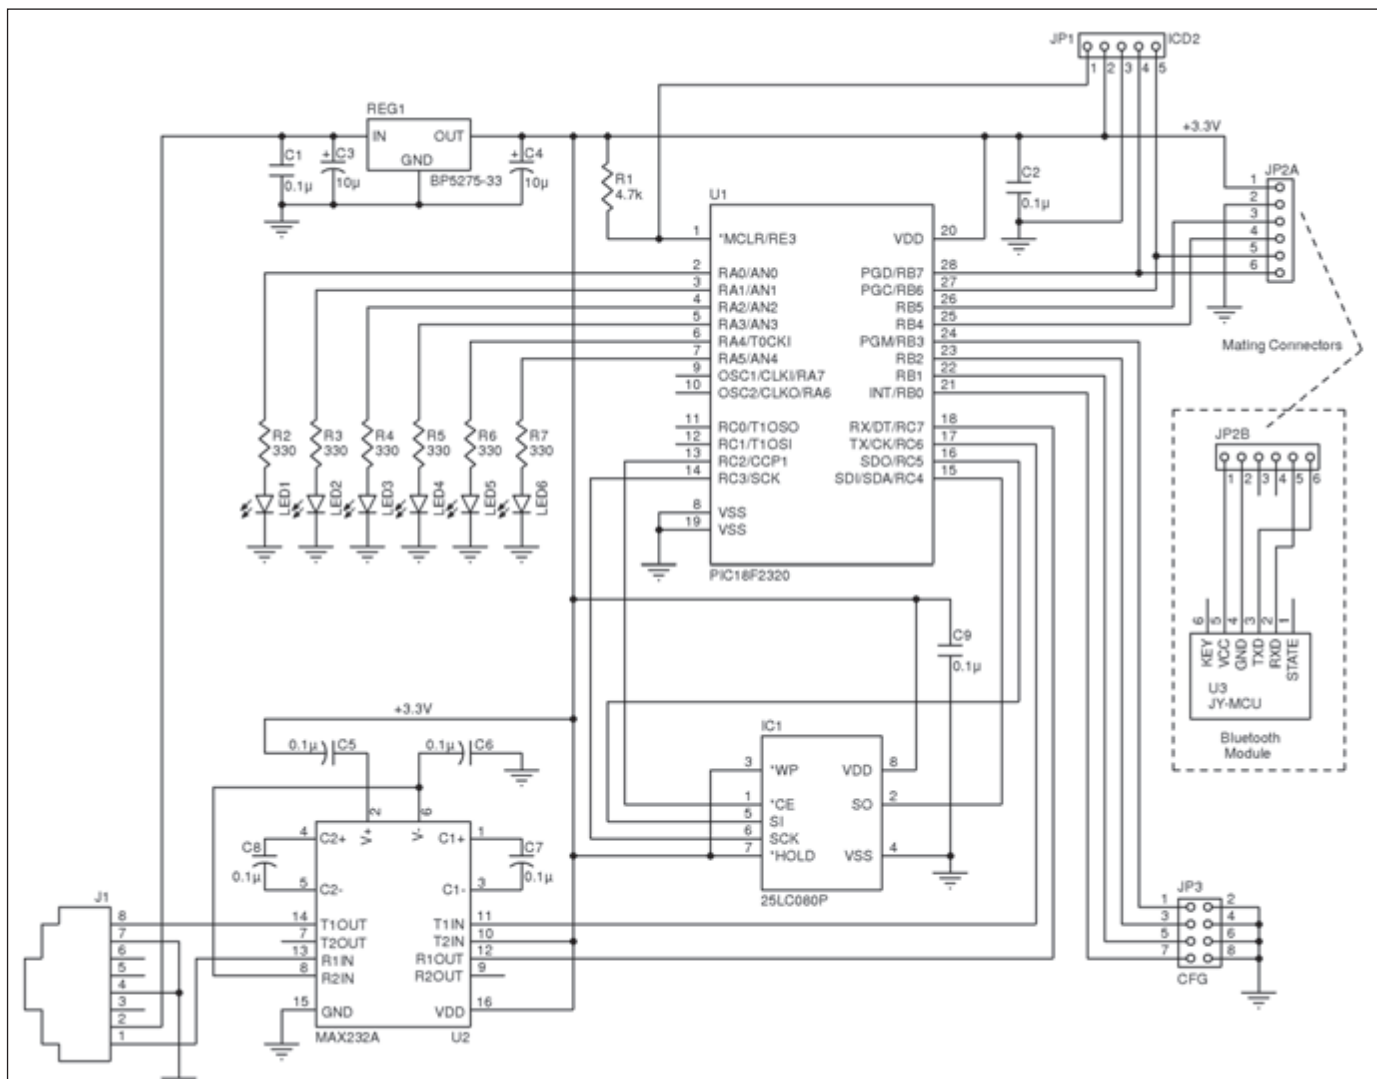 JP1
ICD2
1 2 3 4 5
REG1
IN
OUT
GND
BP5275-33
C1
0.1µ
+
C3
10µ
+
C4
10µ
R1
4.7k
C2
0.1µ
+3.3V
JP2A
1
2
3
4
5
6
Mating Connectors
U1
1 *MCLR/RE3
VDD 20
2 RA0/AN0
PGD/RB7 28
3 RA1/AN1
PGC/RB6 27
4 RA2/AN2
RB5 26
5 RA3/AN3
RB4 25
6 RA4/T0CKI
PGM/RB3 24
7 RA5/AN4
RB2 23
9 OSC1/CLKI/RA7
RB1 22
10 OSC2/CLKO/RA6
INT/RB0 21
11 RC0/T1OSO
RX/DT/RC7 18
12 RC1/T1OSI
TX/CK/RC6 17
13 RC2/CCP1
SDO/RC5 16
14 RC3/SCK
SDI/SDA/RC4 15
8 VSS
19 VSS
PIC18F2320
R2
330
R3
330
R4
330
R5
330
R6
330
R7
330
LED1
LED2
LED3
LED4
LED5
LED6
JP2B
1 2 3 4 5 6
6 5 4 3 2 1
KEY
VCC
GND
TXD
RXD
STATE
U3
JY-MCU
Bluetooth
Module
C9
0.1µ
+3.3V
0.1µ C5
0.1µ C6
IC1
3 *WP
VDD 8
1 *CE
SO 2
5 SI
6 SCK
7 *HOLD
VSS 4
25LC080P
2
V+
6
V-
4 C2+
C1+ 1
C8
0.1µ
C7
0.1µ
5 C2-
C1- 3
14 T1OUT
T1IN 11
7 T2OUT
T2IN 10
13 R1IN
R1OUT 12
8 R2IN
R2OUT 9
15 GND
VDD 16
MAX232A
U2
J1
8
7
6
5
4
3
2
1
JP3
1 2
3 4
5 6
7 8
CFG